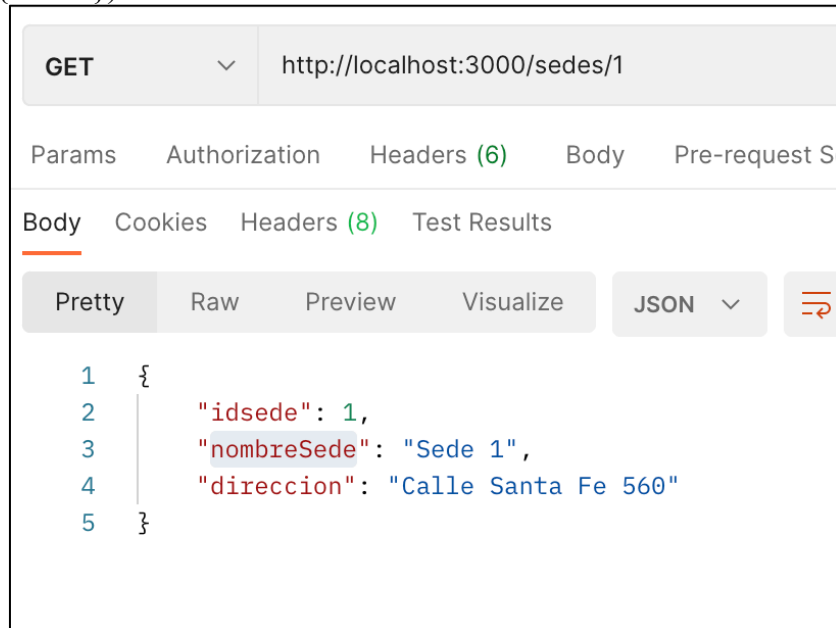 GET http://localhost:3000/sedes/1
Params Authorization Headers (6) Body Pre-request S
Body Cookies Headers (8) Test Results
Pretty Raw Preview Visualize JSON
1 {
2 "idsede": 1,
3 "nombreSede": "Sede 1",
4 "direccion": "Calle Santa Fe 560"
5 }